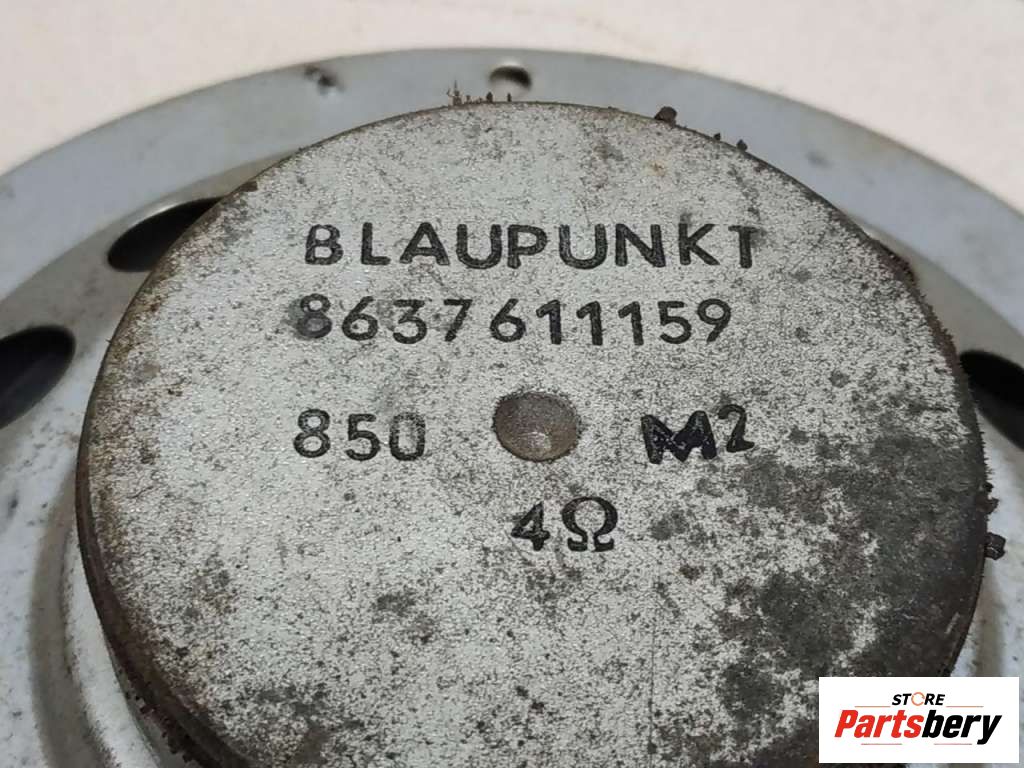 BLAUPUNKT
8637611159
850 M2
4Ω
STORE
Partsbery